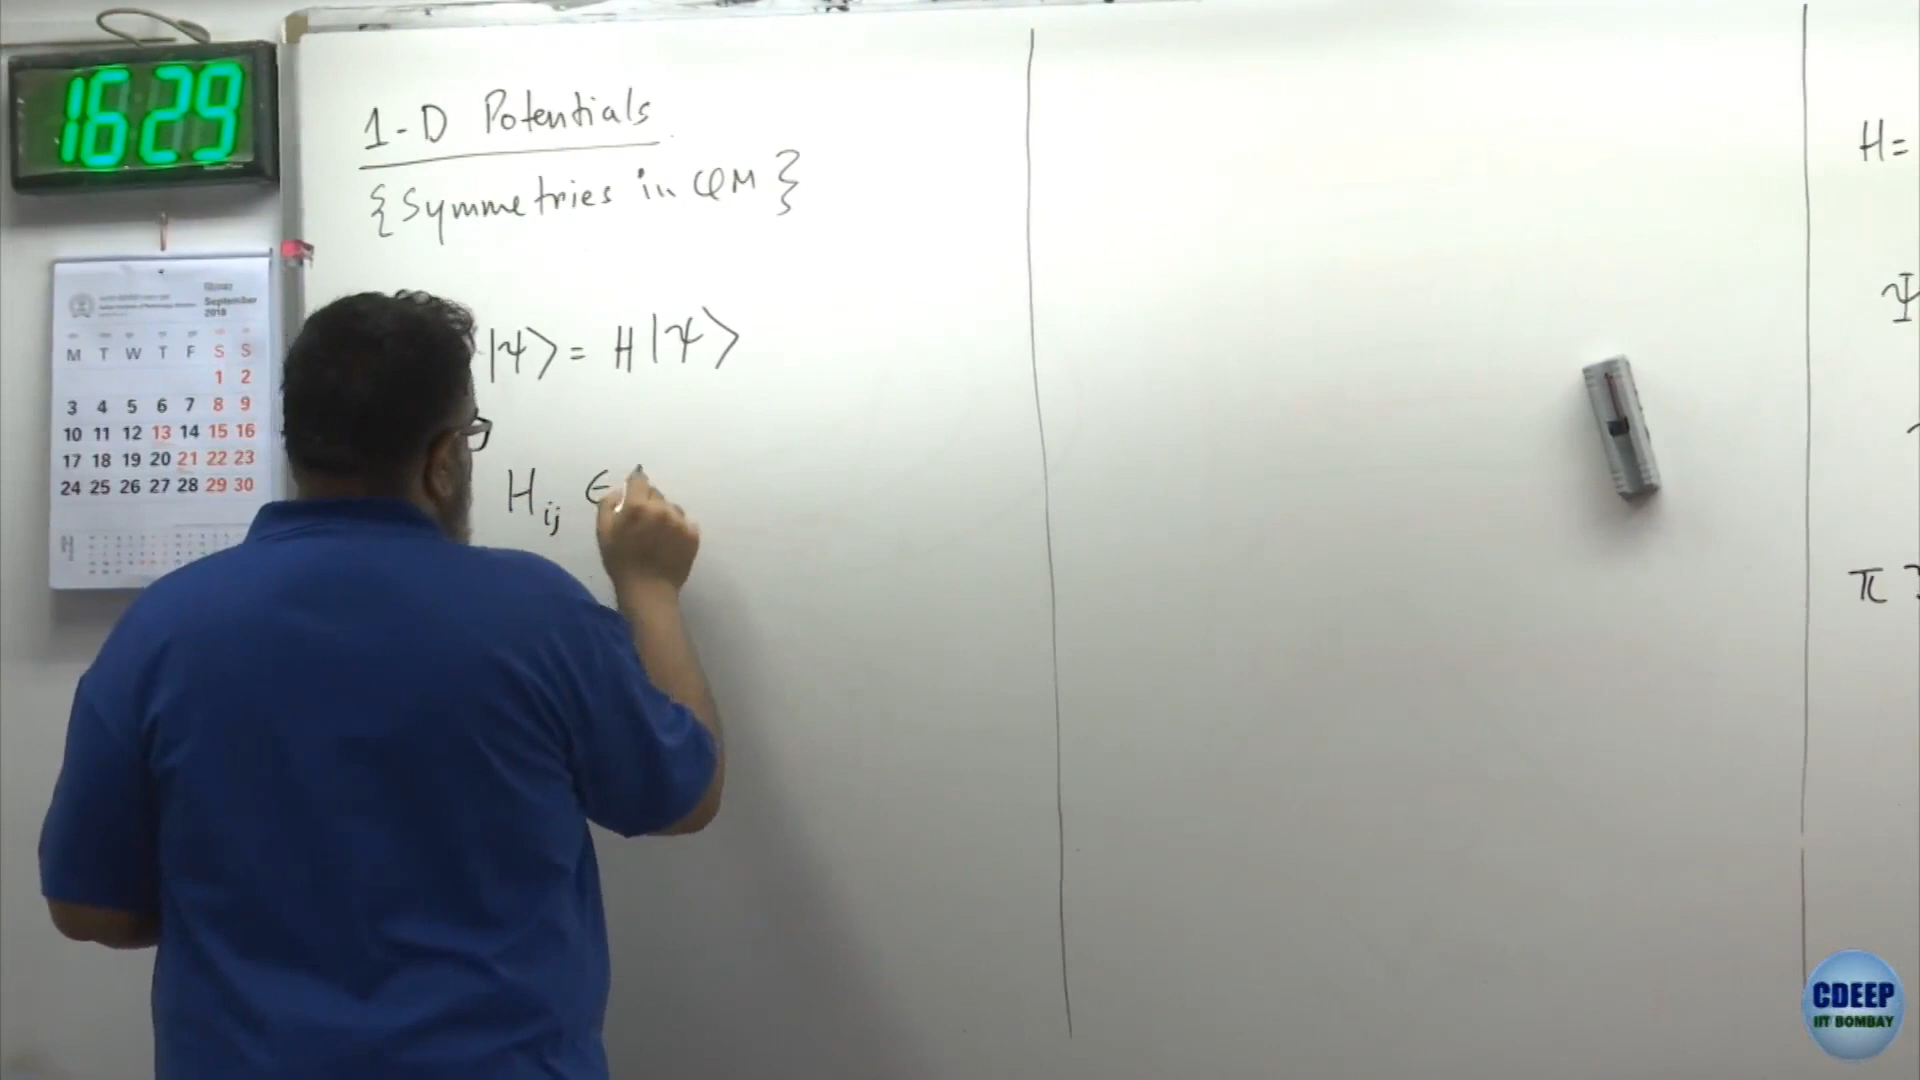 16:29
1-D Potentials
{Symmetries in QM}
|ψ⟩ = H|ψ⟩
H_ij ∈
H=
Ψ
π
September
2018
M T W T F S S
1 2
3 4 5 6 7 8 9
10 11 12 13 14 15 16
17 18 19 20 21 22 23
24 25 26 27 28 29 30
CDEEP
IIT BOMBAY